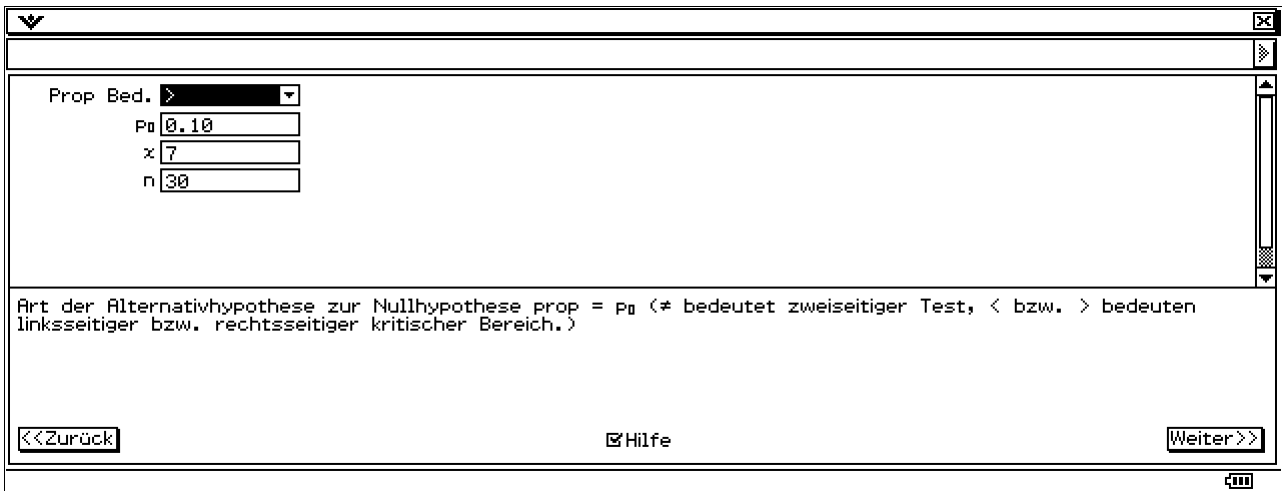 Prop Bed. >
p₀ 0.10
x 7
n 30
Art der Alternativhypothese zur Nullhypothese prop = p₀ (≠ bedeutet zweiseitiger Test, < bzw. > bedeuten
linksseitiger bzw. rechtsseitiger kritischer Bereich.)
<<Zurück Hilfe Weiter>>